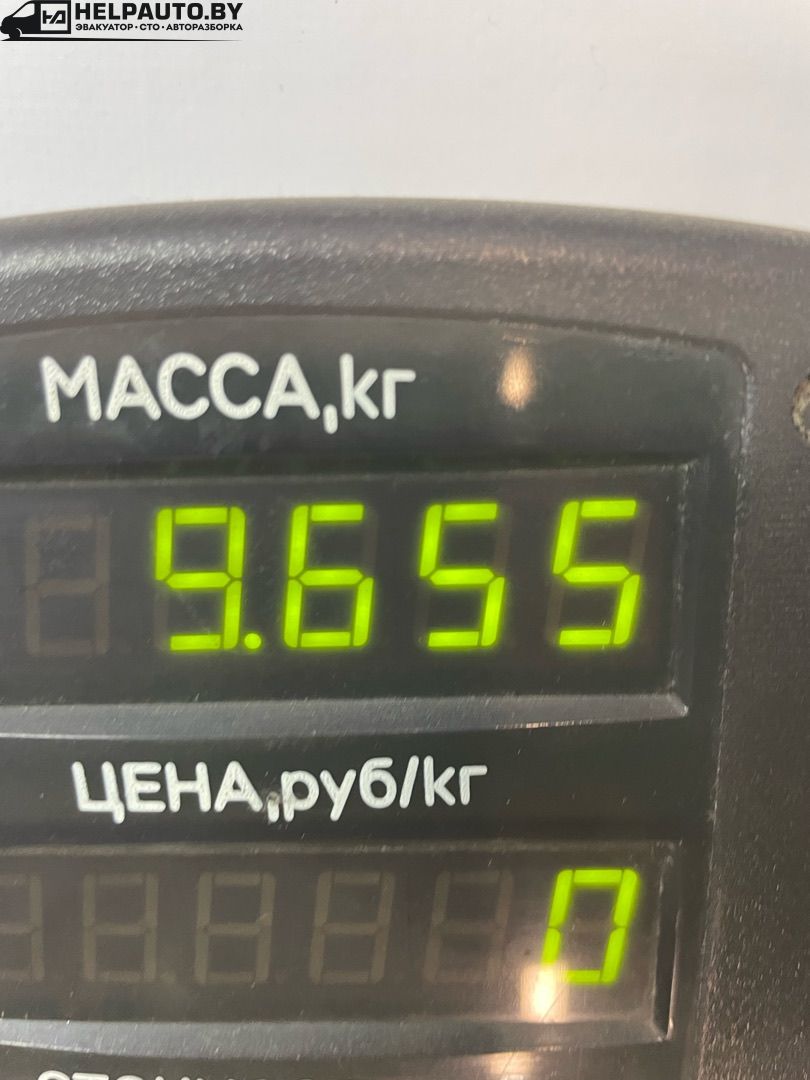 HELPAUTO.BY
ЭВАКУАТОР • СТО • АВТОРАЗБОРКА
МАССА,кг
9.655
ЦЕНА,руб/кг
0